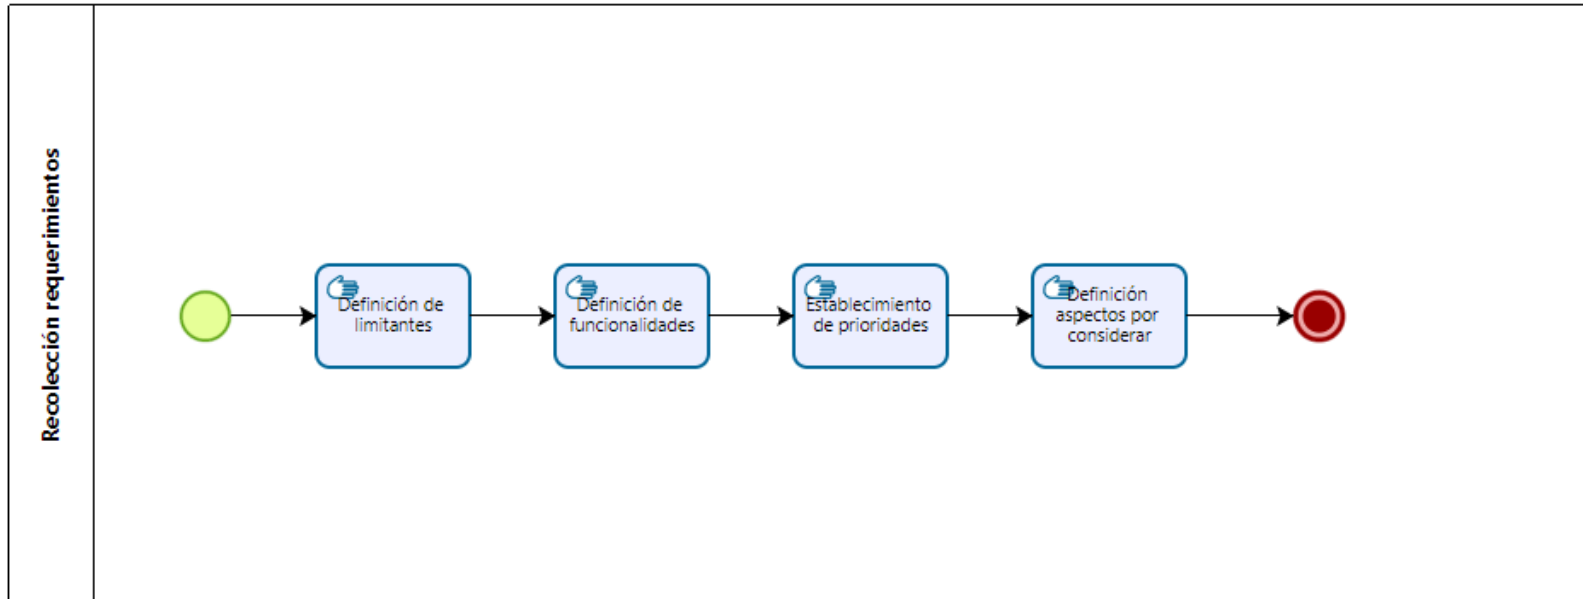 Recolección requerimientos
Definición de
limitantes
Definición de
funcionalidades
Establecimiento
de prioridades
Definición
aspectos por
considerar